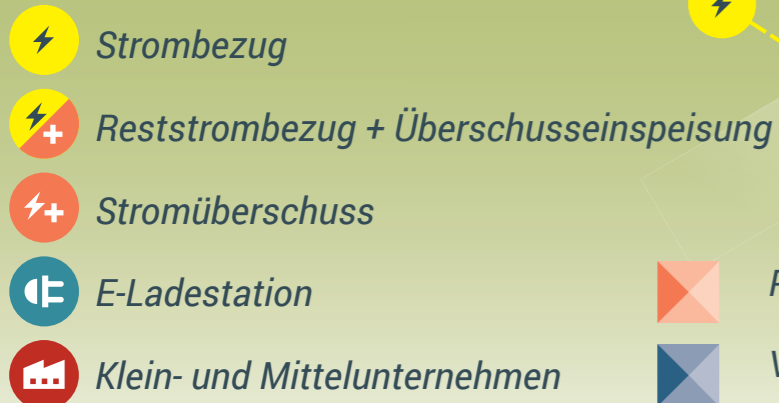 Strombezug
Reststrombezug + Überschusseinspeisung
Stromüberschuss
E-Ladestation
Klein- und Mittelunternehmen